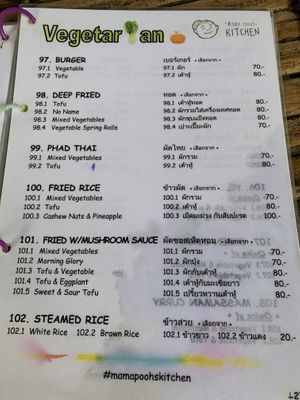 Vegetarian
"MAMA POOH'S KITCHEN
97. BURGER เบอร์เกอร์ •เลือกจาก•
97.1 Vegetable 97.1 ผัก 70.-
97.2 Tofu 97.2 เต้าหู้ 80.-
98. DEEP FRIED ทอด •เลือกจาก•
98.1 Tofu 98.1 เต้าหู้ทอด 80.-
98.2 No Name 80.-
98.3 Mixed Vegetables 98.3 ผักชุบแป้งทอด 80.-
98.4 Vegetable Spring Rolls 98.4 เปาะเปี๊ยะผัก 80.-
99. PHAD THAI ผัดไทย •เลือกจาก•
99.1 Mixed Vegetables 99.1 ผักรวม 70.-
99.2 Tofu 99.2 เต้าหู้ 80.-
100. FRIED RICE ข้าวผัด •เลือกจาก•
100.1 Mixed Vegetables 100.1 ผักรวม 70.-
100.2 Tofu 100.2 เต้าหู้ 80.-
100.3 Cashew Nuts & Pineapple 100.3 เม็ดมะม่วง กับสับปะรด 80.-
101. FRIED W/MUSHROOM SAUCE ผัดซอสเห็ดหอม •เลือกจาก•
101.1 Mixed Vegetables 101.1 ผักรวม 70.-
101.2 Morning Glory 101.2 ผักบุ้ง 70.-
101.3 Tofu & Vegetable 101.3 ผักกับเต้าหู้ 80.-
101.4 Tofu & Eggplant 101.4 เต้าหู้กับมะเขือยาว 80.-
101.5 Sweet & Sour Tofu 101.5 เปรี้ยวหวานเต้าหู้ 80.-
102. STEAMED RICE ข้าวสวย •เลือกจาก•
102.1 White Rice 102.2 Brown Rice 102.1 ข้าวขาว 102.2 ข้าวแดง 20.-
#mamapoohskitchen